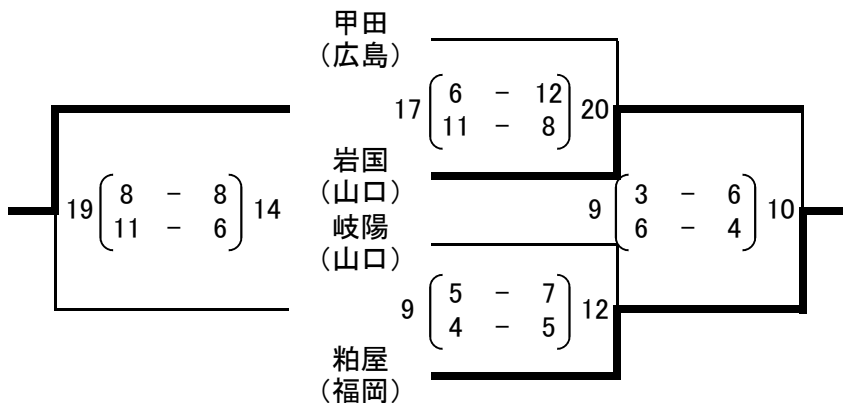 甲田
(広島)
17 6 - 12 20
11 - 8
岩国
(山口)
19 8 - 8 14
11 - 6
9 3 - 6 10
6 - 4
岐陽
(山口)
9 5 - 7 12
4 - 5
粕屋
(福岡)